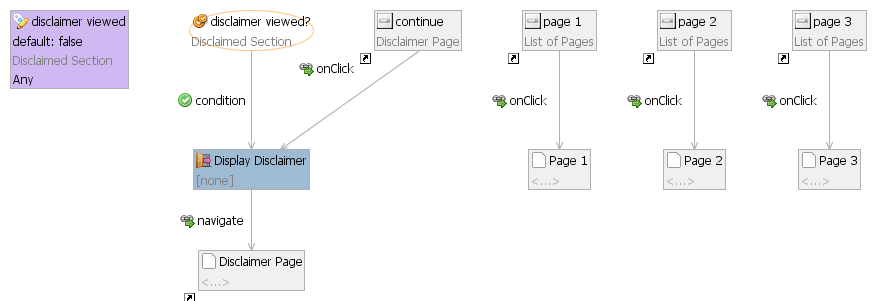 disclaimer viewed
default: false
Disclaimed Section
Any
disclaimer viewed?
Disclaimed Section
continue
Disclaimer Page
page 1
List of Pages
page 2
List of Pages
page 3
List of Pages
onClick
condition
onClick
onClick
onClick
Display Disclaimer
[none]
Page 1
<...>
Page 2
<...>
Page 3
<...>
navigate
Disclaimer Page
<...>